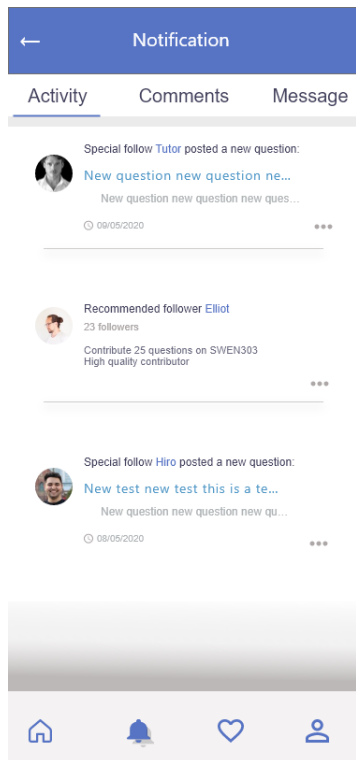 Notification
Activity Comments Message
Special follow Tutor posted a new question:
New question new question ne...
New question new question new ques...
09/05/2020
Recommended follower Elliot
23 followers
Contribute 25 questions on SWEN303
High quality contributor
Special follow Hiro posted a new question:
New test new test this is a te...
New question new question new qu...
08/05/2020